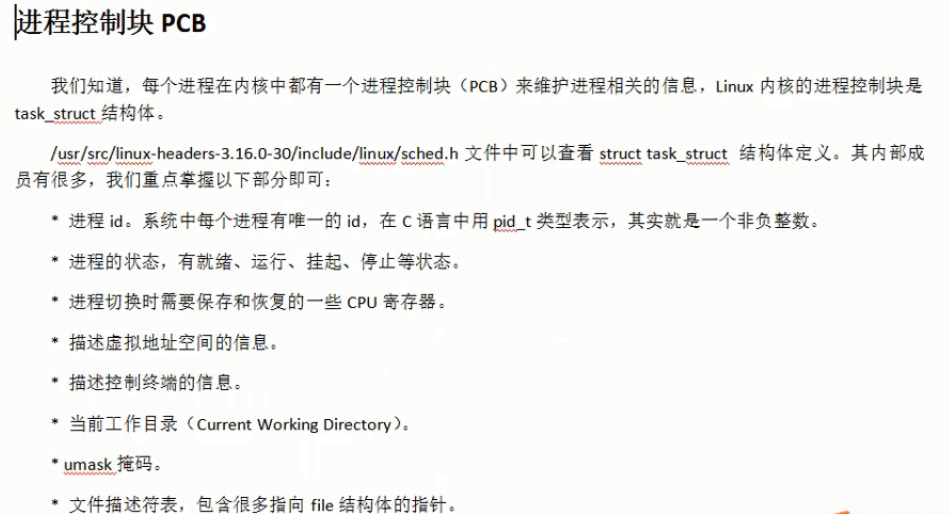 进程控制块 PCB
我们知道，每个进程在内核中都有一个进程控制块（PCB）来维护进程相关的信息，Linux 内核的进程控制块是
task_struct 结构体。
/usr/src/linux-headers-3.16.0-30/include/linux/sched.h 文件中可以查看 struct task_struct 结构体定义。其内部成
员有很多，我们重点掌握以下部分即可：
* 进程 id。系统中每个进程有唯一的 id，在 C 语言中用 pid_t 类型表示，其实就是一个非负整数。
* 进程的状态，有就绪、运行、挂起、停止等状态。
* 进程切换时需要保存和恢复的一些 CPU 寄存器。
* 描述虚拟地址空间的信息。
* 描述控制终端的信息。
* 当前工作目录（Current Working Directory）。
* umask 掩码。
* 文件描述符表，包含很多指向 file 结构体的指针。